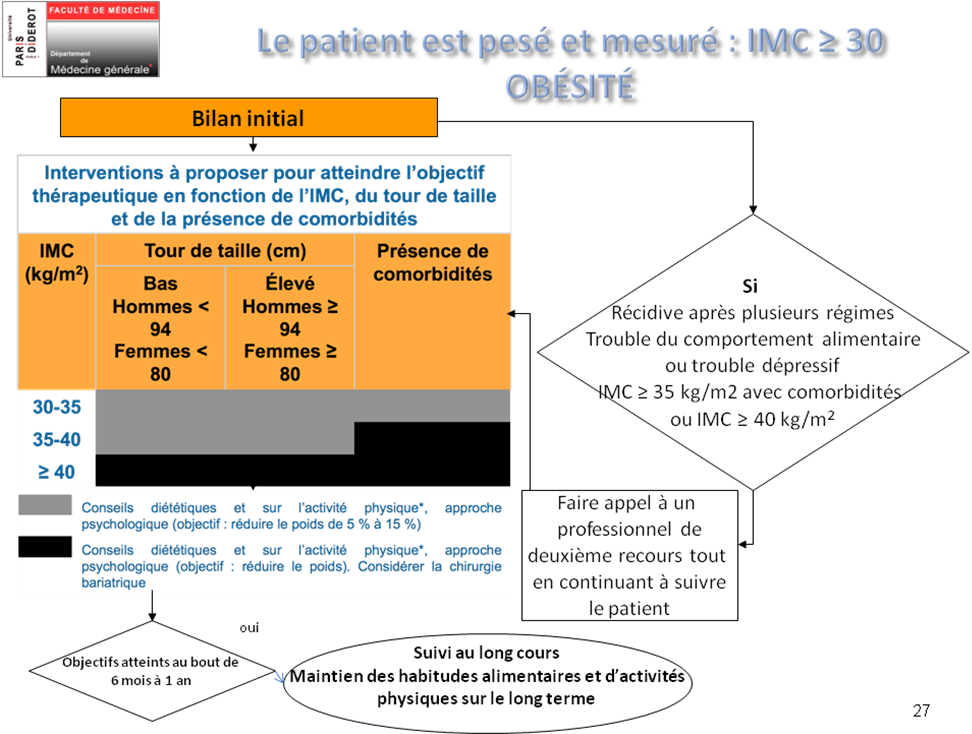 Université
PARIS
DIDEROT
FACULTÉ DE MÉDECINE
Département
de
Médecine générale
Le patient est pesé et mesuré : IMC ≥ 30
OBÉSITÉ
Bilan initial
Interventions à proposer pour atteindre l’objectif
thérapeutique en fonction de l’IMC, du tour de taille
et de la présence de comorbidités
IMC
(kg/m²)
Tour de taille (cm)
Présence de
comorbidités
Bas
Hommes <
94
Femmes <
80
Élevé
Hommes ≥
94
Femmes ≥
80
30-35
35-40
≥ 40
Conseils diététiques et sur l’activité physique*, approche
psychologique (objectif : réduire le poids de 5 % à 15 %)
Conseils diététiques et sur l’activité physique*, approche
psychologique (objectif : réduire le poids). Considérer la chirurgie
bariatrique
Si
Récidive après plusieurs régimes
Trouble du comportement alimentaire
ou trouble dépressif
IMC ≥ 35 kg/m2 avec comorbidités
ou IMC ≥ 40 kg/m²
Faire appel à un
professionnel de
deuxième recours tout
en continuant à suivre
le patient
Objectifs atteints au bout de
6 mois à 1 an
oui
Suivi au long cours
Maintien des habitudes alimentaires et d’activités
physiques sur le long terme
27